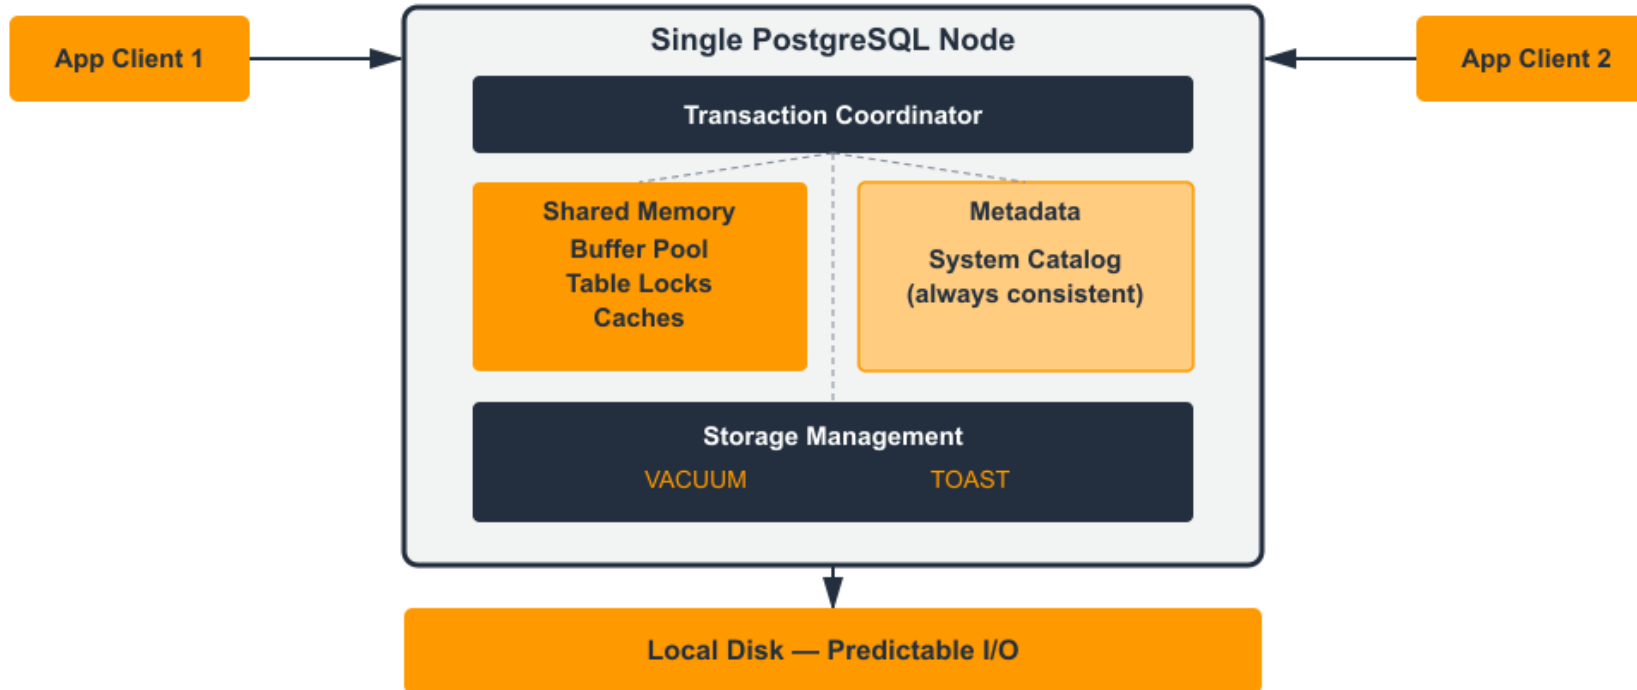 App Client 1
Single PostgreSQL Node
App Client 2
Transaction Coordinator
Shared Memory
Buffer Pool
Table Locks
Caches
Metadata
System Catalog
(always consistent)
Storage Management
VACUUM
TOAST
Local Disk — Predictable I/O